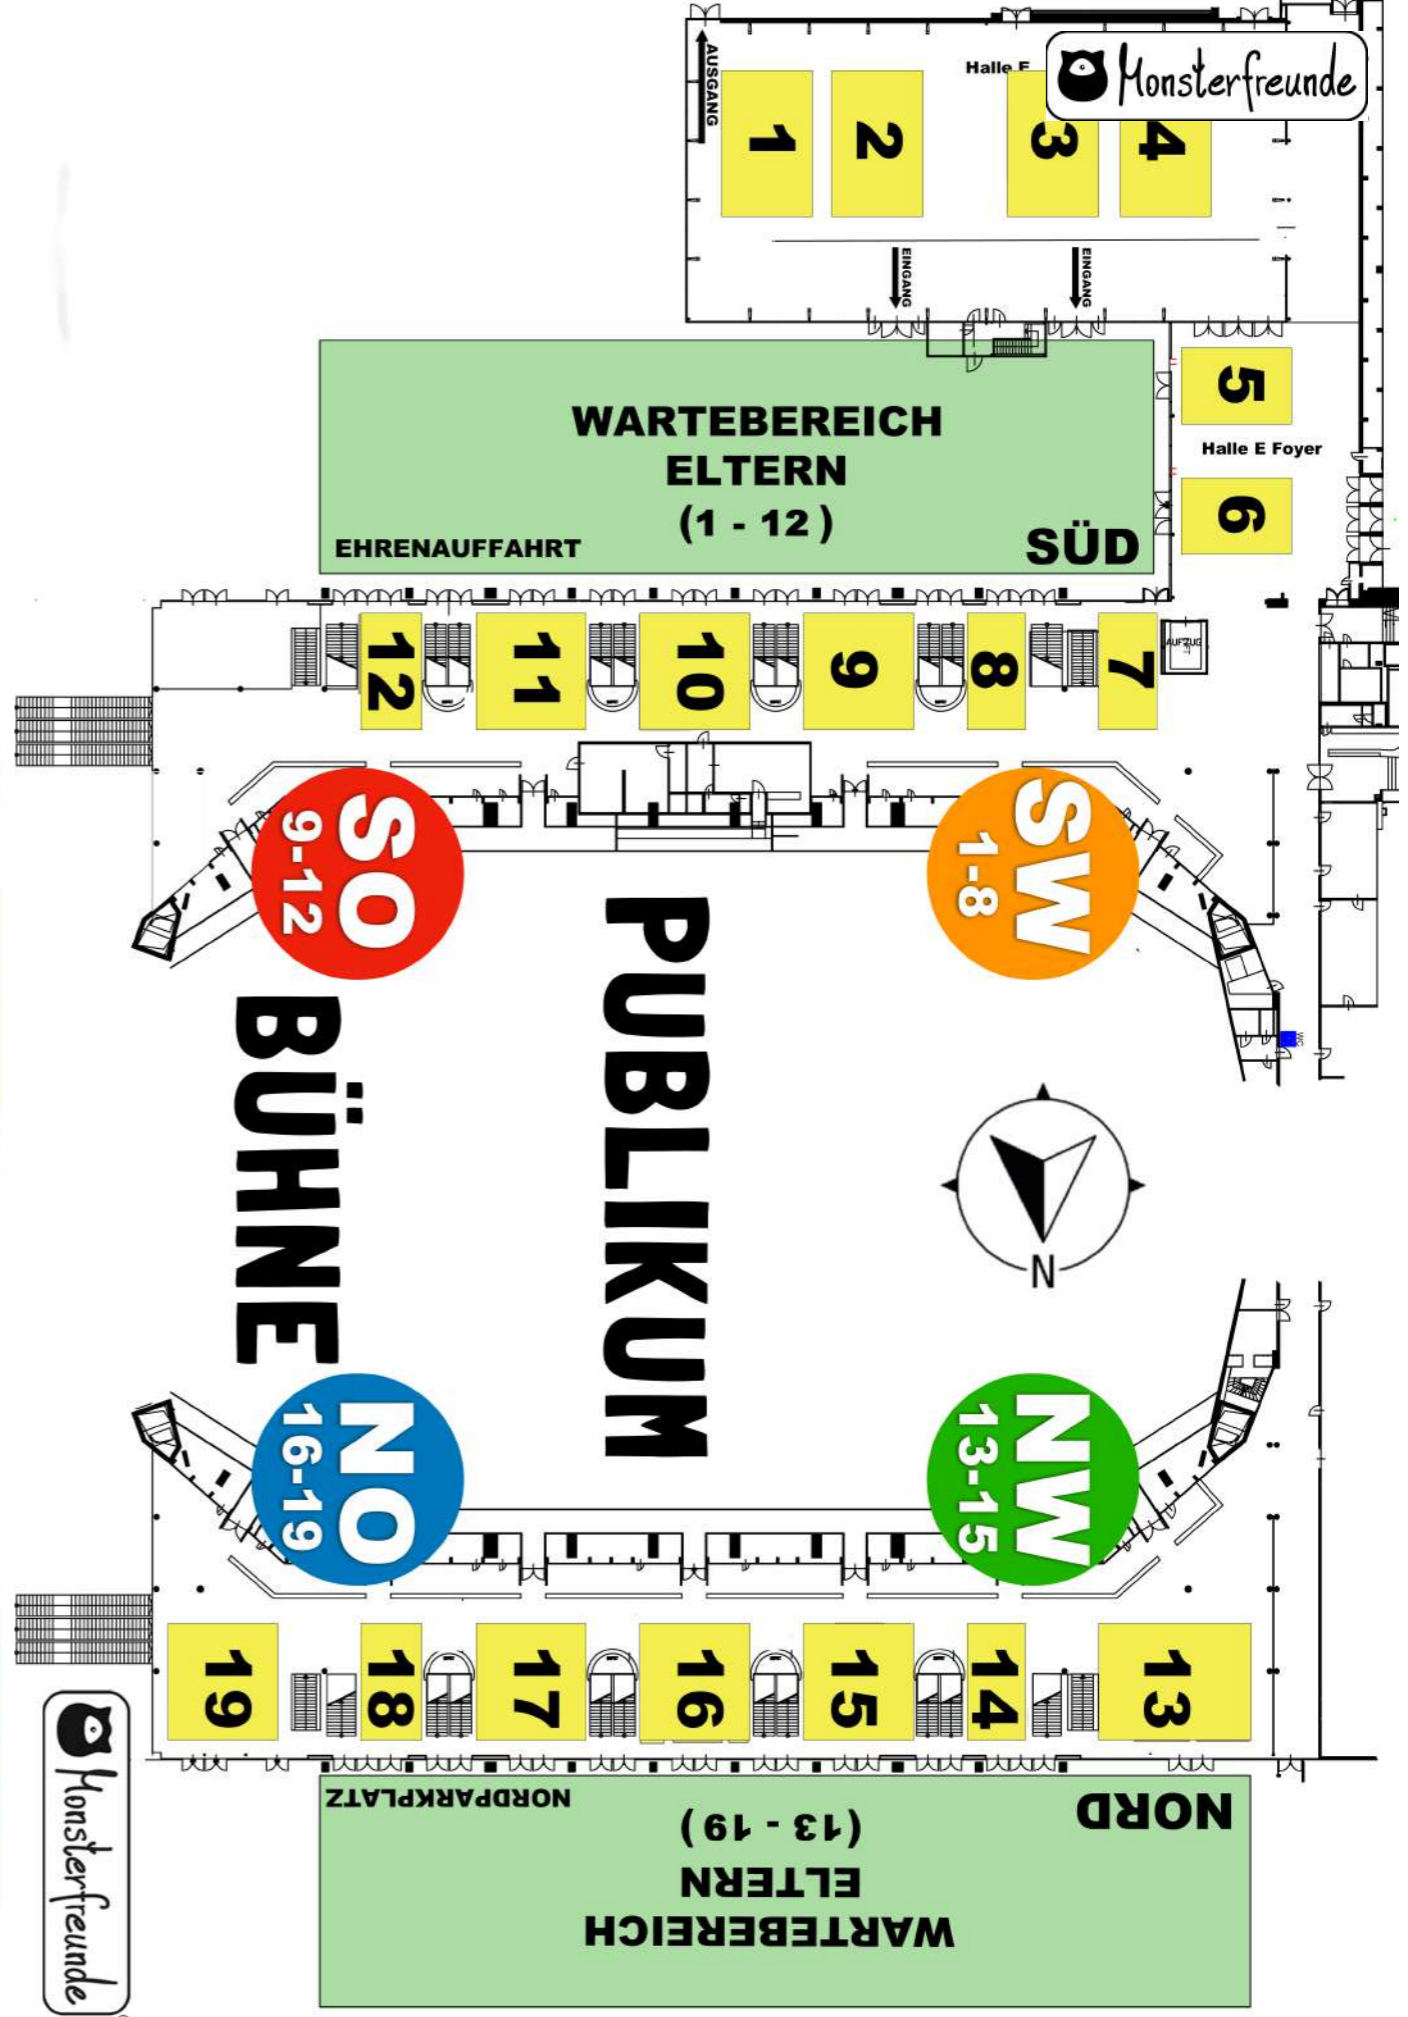 AUSGANG
1
2
3
4
Halle E
Monsterfreunde
EINGANG
EINGANG
WARTEBEREICH
ELTERN
(1 - 12)
EHRENAUFFAHRT
SÜD
5
Halle E Foyer
6
12
11
10
9
8
7
AUFZUG
SO
9-12
SW
1-8
PUBLIKUM
BÜHNE
WC
N
NO
16-19
NW
13-15
19
18
17
16
15
14
13
NORDPARKPLATZ
NORD
(13 - 19)
ELTERN
WARTEBEREICH
Monsterfreunde